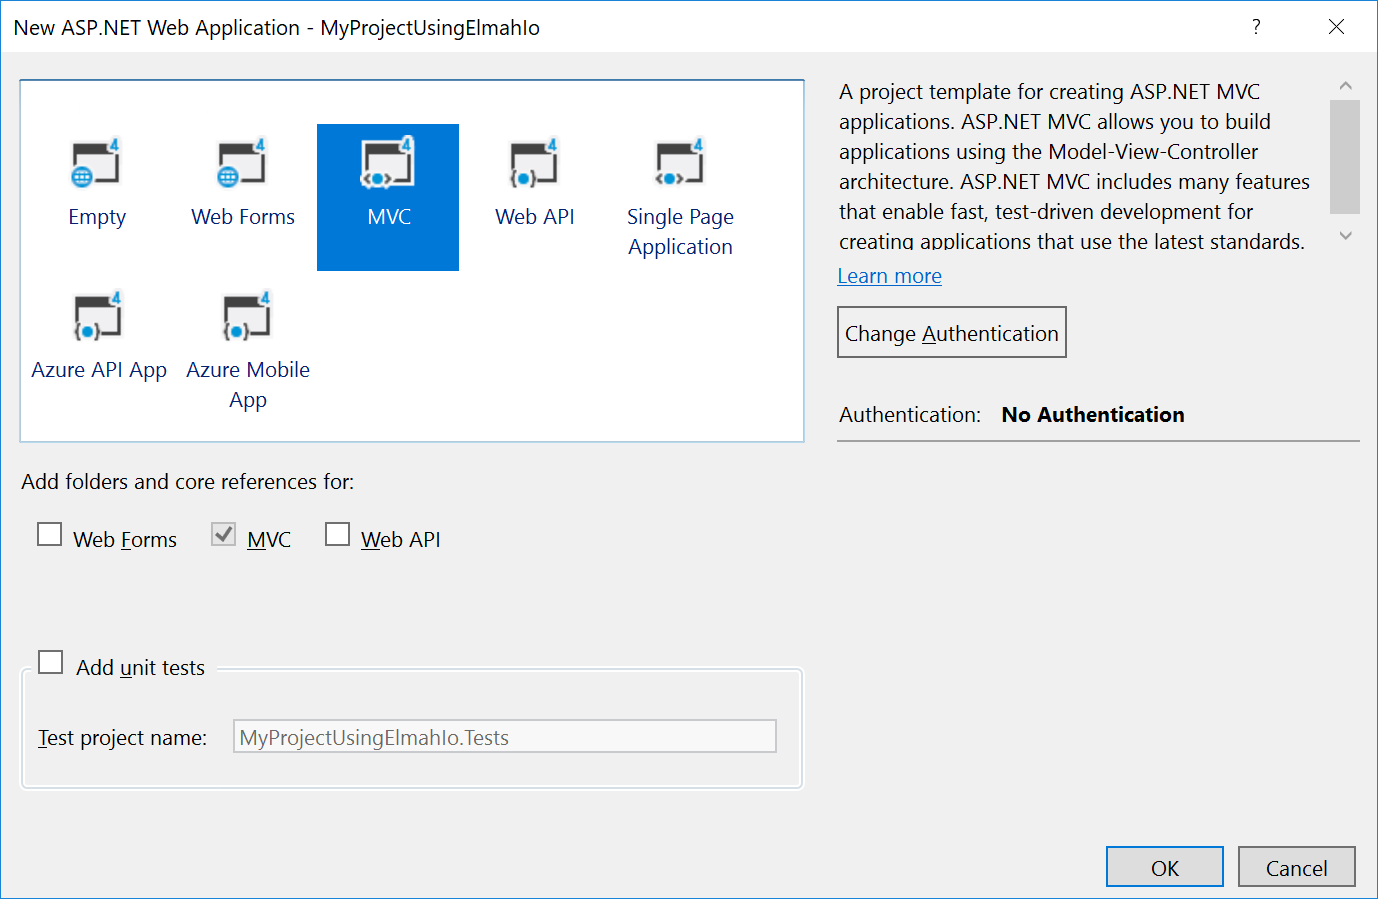 New ASP.NET Web Application - MyProjectUsingElmahIo
?
4 4 4 4 4
Empty Web Forms MVC Web API Single Page
Application
4 4
Azure API App Azure Mobile
App
A project template for creating ASP.NET MVC
applications. ASP.NET MVC allows you to build
applications using the Model-View-Controller
architecture. ASP.NET MVC includes many features
that enable fast, test-driven development for
creating applications that use the latest standards.
Learn more
Change Authentication
Authentication: No Authentication
Add folders and core references for:
Web Forms MVC Web API
Add unit tests
Test project name: MyProjectUsingElmahIo.Tests
OK Cancel